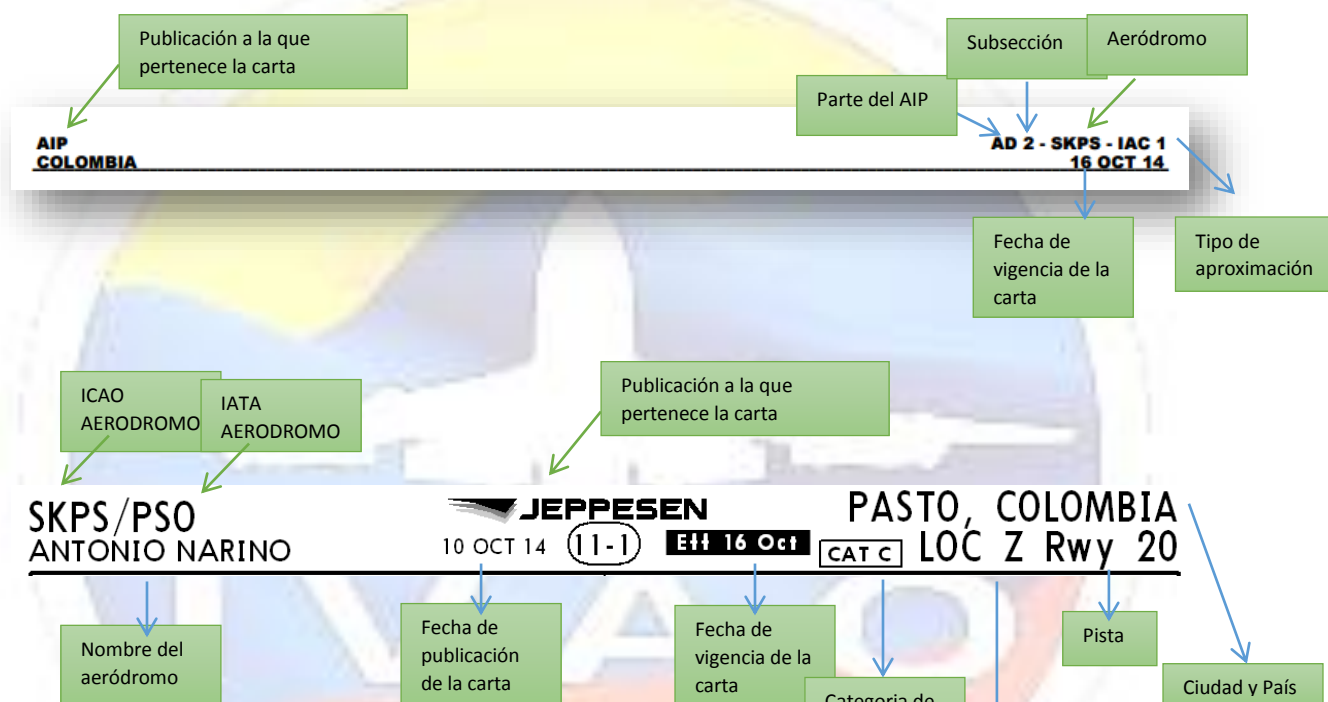 Publicación a la que
pertenece la carta
Subsección
Aeródromo
Parte del AIP
AIP
COLOMBIA
AD 2 - SKPS - IAC 1
16 OCT 14
Fecha de
vigencia de la
carta
Tipo de
aproximación
ICAO
AERODROMO
IATA
AERODROMO
Publicación a la que
pertenece la carta
SKPS/PSO
ANTONIO NARINO
JEPPESEN
10 OCT 14
11-1
Eff 16 Oct
PASTO, COLOMBIA
CAT C
LOC Z Rwy 20
Nombre del
aeródromo
Fecha de
publicación
de la carta
Fecha de
vigencia de la
carta
Categoria de
Pista
Ciudad y País
IVAO